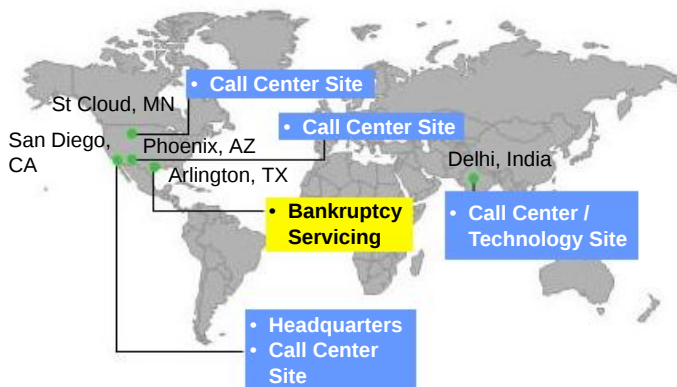 • Call Center Site
St Cloud, MN
• Call Center Site
San Diego,
CA
Phoenix, AZ
Arlington, TX
Delhi, India
• Bankruptcy
Servicing
• Call Center /
Technology Site
• Headquarters
• Call Center
Site